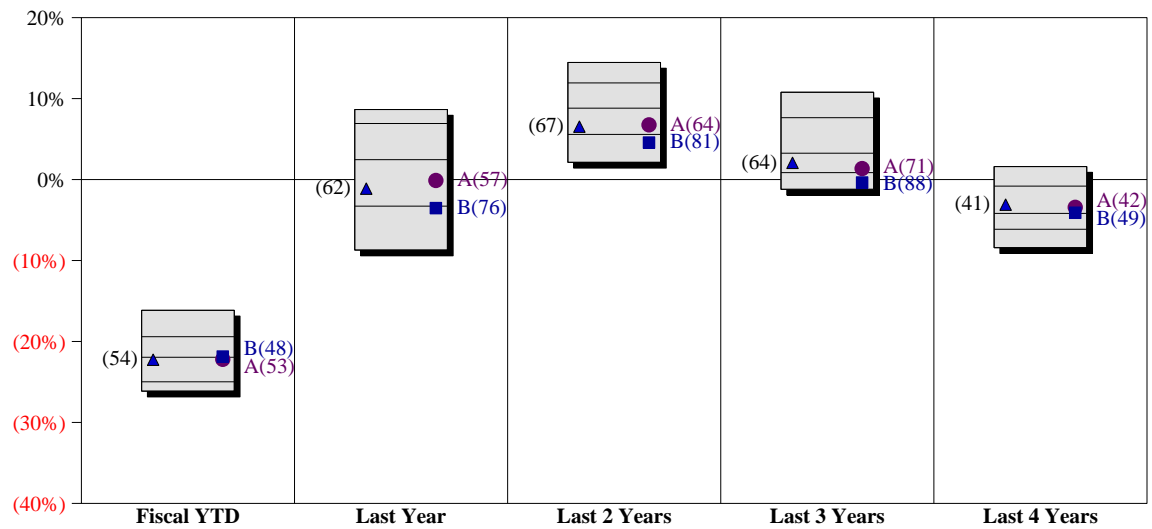 20%
10%
0%
(10%)
(20%)
(30%)
(40%)
(54)
B(48)
A(53)
(62)
A(57)
B(76)
(67)
A(64)
B(81)
(64)
A(71)
B(88)
(41)
A(42)
B(49)
Fiscal YTD
Last Year
Last 2 Years
Last 3 Years
Last 4 Years